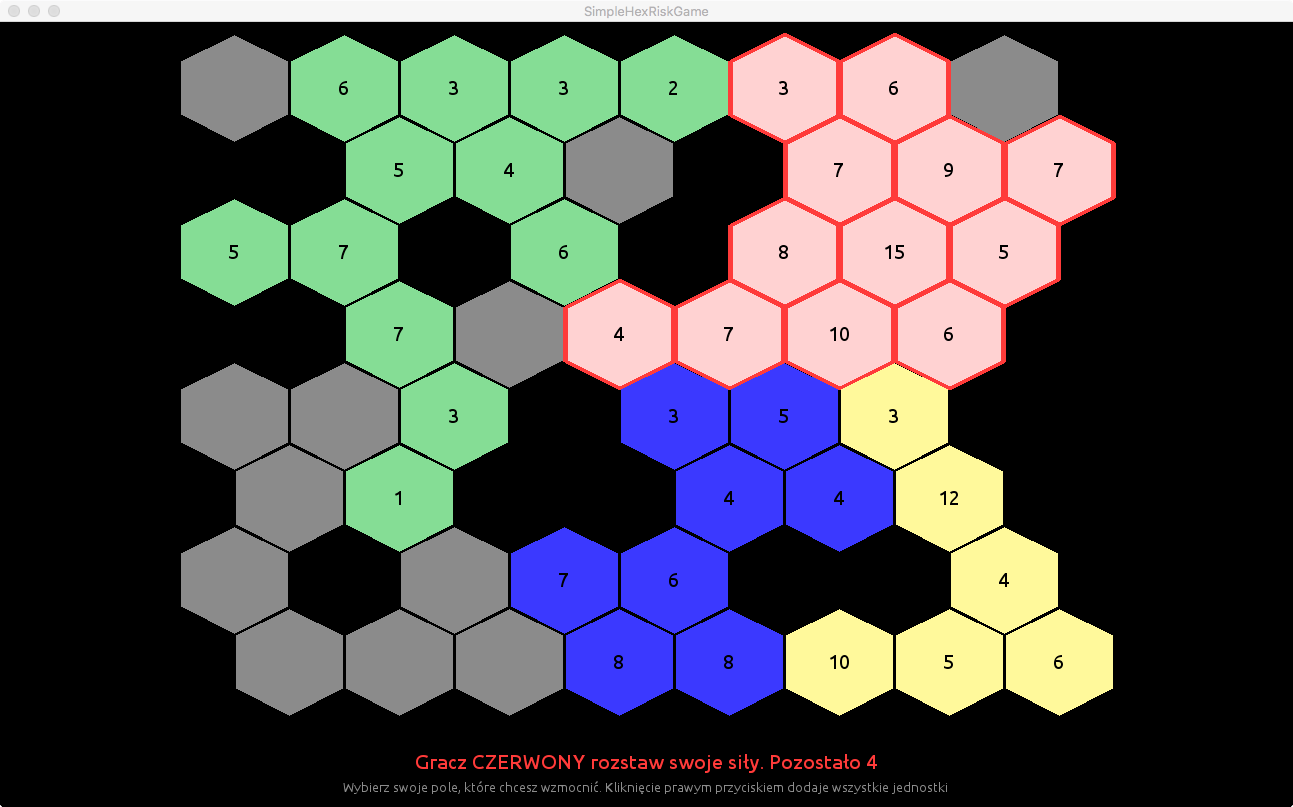 SimpleHexRiskGame
6 3 3 2 3 6
5 4 7 9 7
5 7 6 8 15 5
7 4 7 10 6
3 3 5 3
1 4 4 12
7 6 4
8 8 10 5 6
Gracz CZERWONY rozstaw swoje siły. Pozostało 4
Wybierz swoje pole, które chcesz wzmocnić. Kliknięcie prawym przyciskiem dodaje wszystkie jednostki